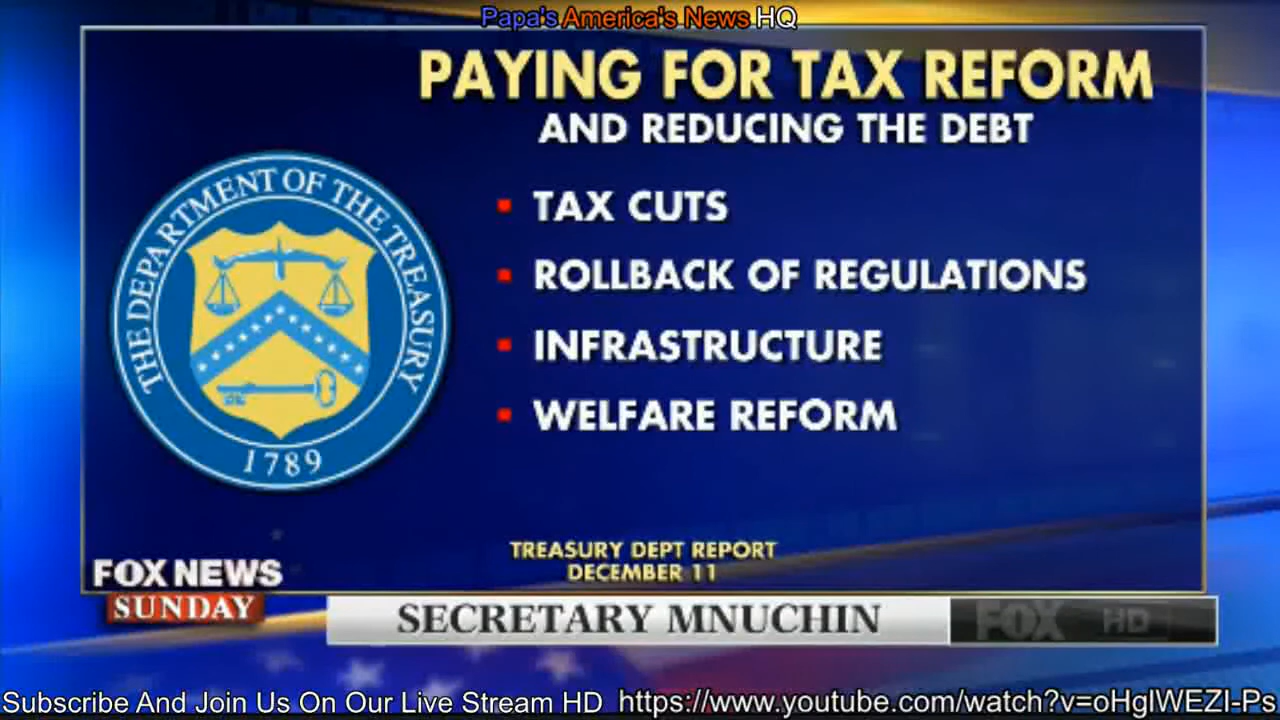 Papa's America's News HQ
PAYING FOR TAX REFORM
AND REDUCING THE DEBT
THE DEPARTMENT OF THE TREASURY
1789
TAX CUTS
ROLLBACK OF REGULATIONS
INFRASTRUCTURE
WELFARE REFORM
TREASURY DEPT REPORT
DECEMBER 11
FOX NEWS
SUNDAY
SECRETARY MNUCHIN
FOX HD
Subscribe And Join Us On Our Live Stream HD https://www.youtube.com/watch?v=oHglWEZI-Ps